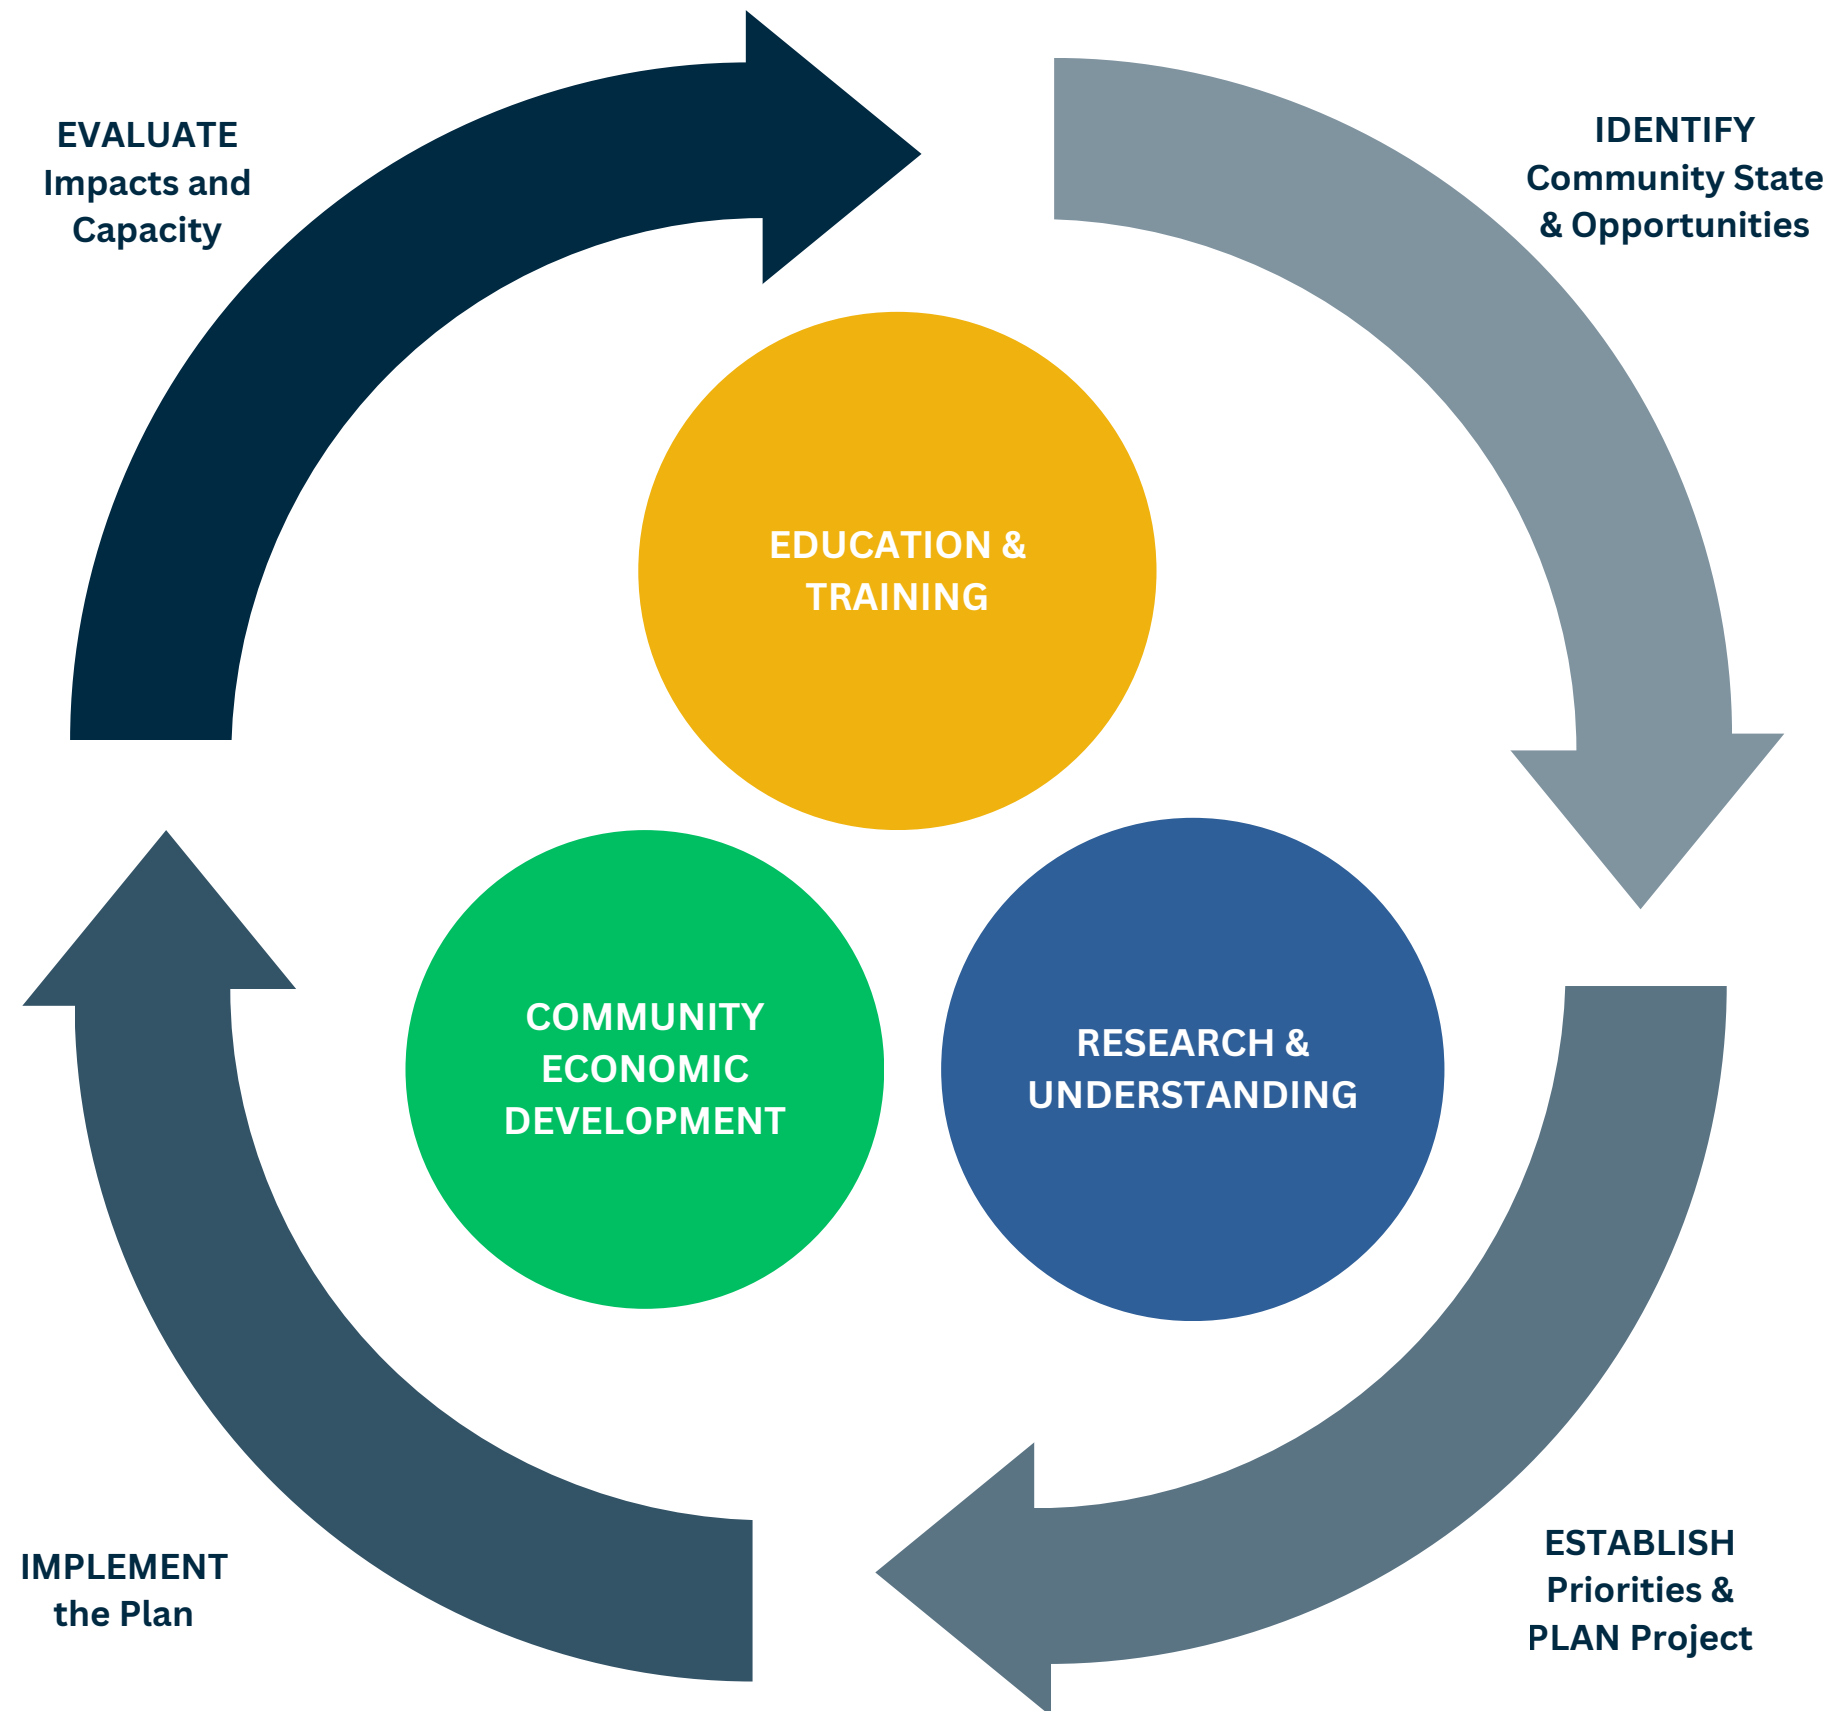 EVALUATE
Impacts and
Capacity
IDENTIFY
Community State
& Opportunities
EDUCATION &
TRAINING
COMMUNITY
ECONOMIC
DEVELOPMENT
RESEARCH &
UNDERSTANDING
IMPLEMENT
the Plan
ESTABLISH
Priorities &
PLAN Project